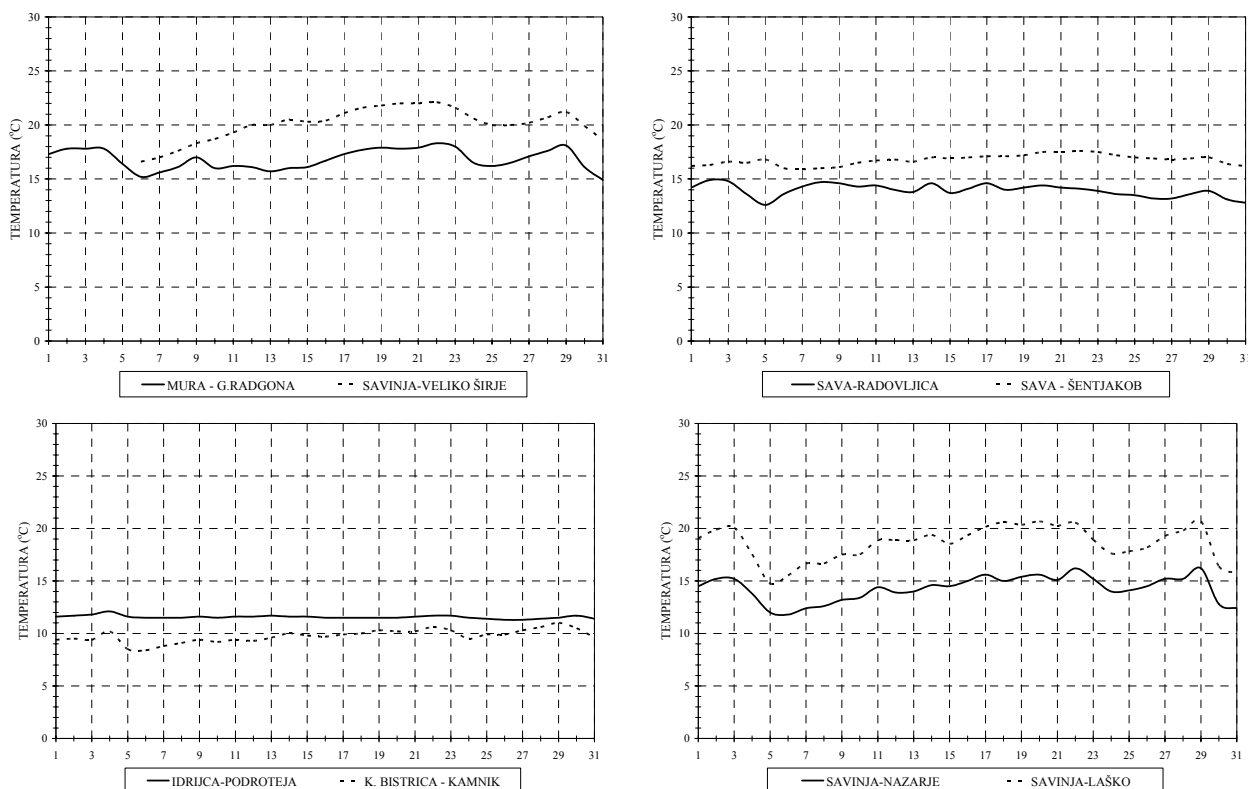 TEMPERATURA (°C)
30
25
20
15
10
5
0
1 3 5 7 9 11 13 15 17 19 21 23 25 27 29 31
MURA - G.RADGONA SAVINJA-VELIKO ŠIRJE
TEMPERATURA (°C)
30
25
20
15
10
5
0
1 3 5 7 9 11 13 15 17 19 21 23 25 27 29 31
SAVA-RADOVLJICA SAVA - ŠENTJAKOB
TEMPERATURA (°C)
30
25
20
15
10
5
0
1 3 5 7 9 11 13 15 17 19 21 23 25 27 29 31
IDRIJCA-PODROTEJA K. BISTRICA - KAMNIK
TEMPERATURA (°C)
30
25
20
15
10
5
0
1 3 5 7 9 11 13 15 17 19 21 23 25 27 29 31
SAVINJA-NAZARJE SAVINJA-LAŠKO